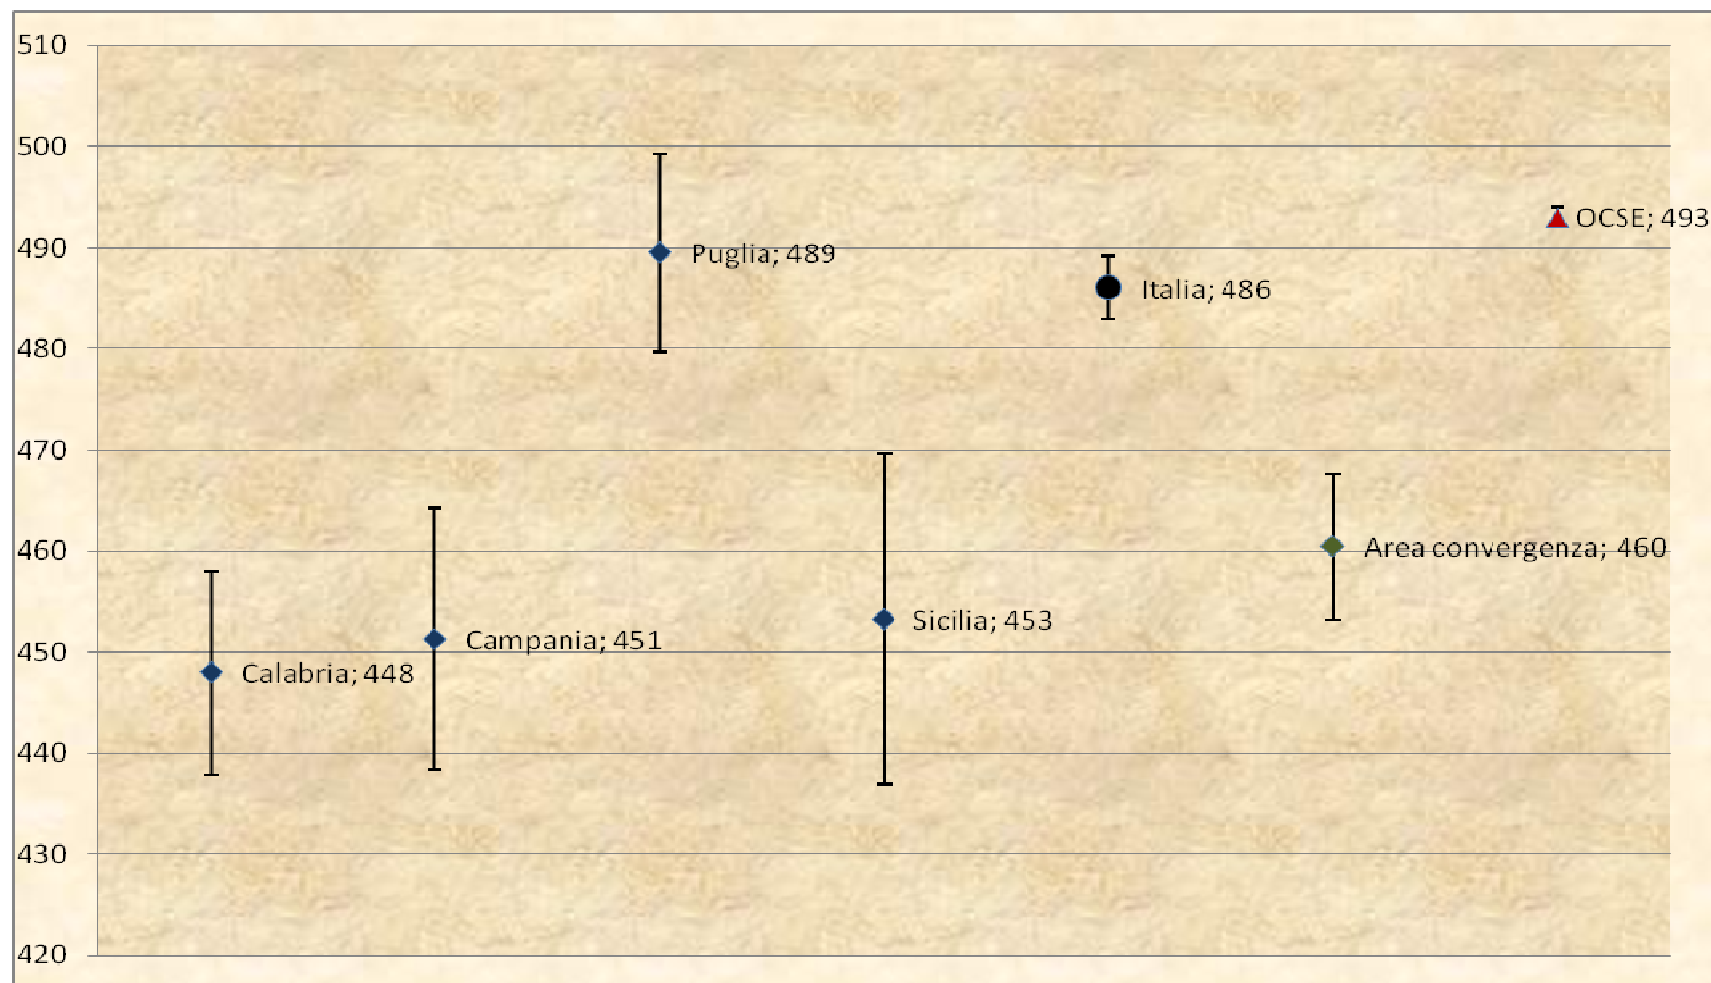 510
500
490
480
470
460
450
440
430
420
Calabria; 448
Campania; 451
Puglia; 489
Sicilia; 453
Italia; 486
Area convergenza; 460
OCSE; 493